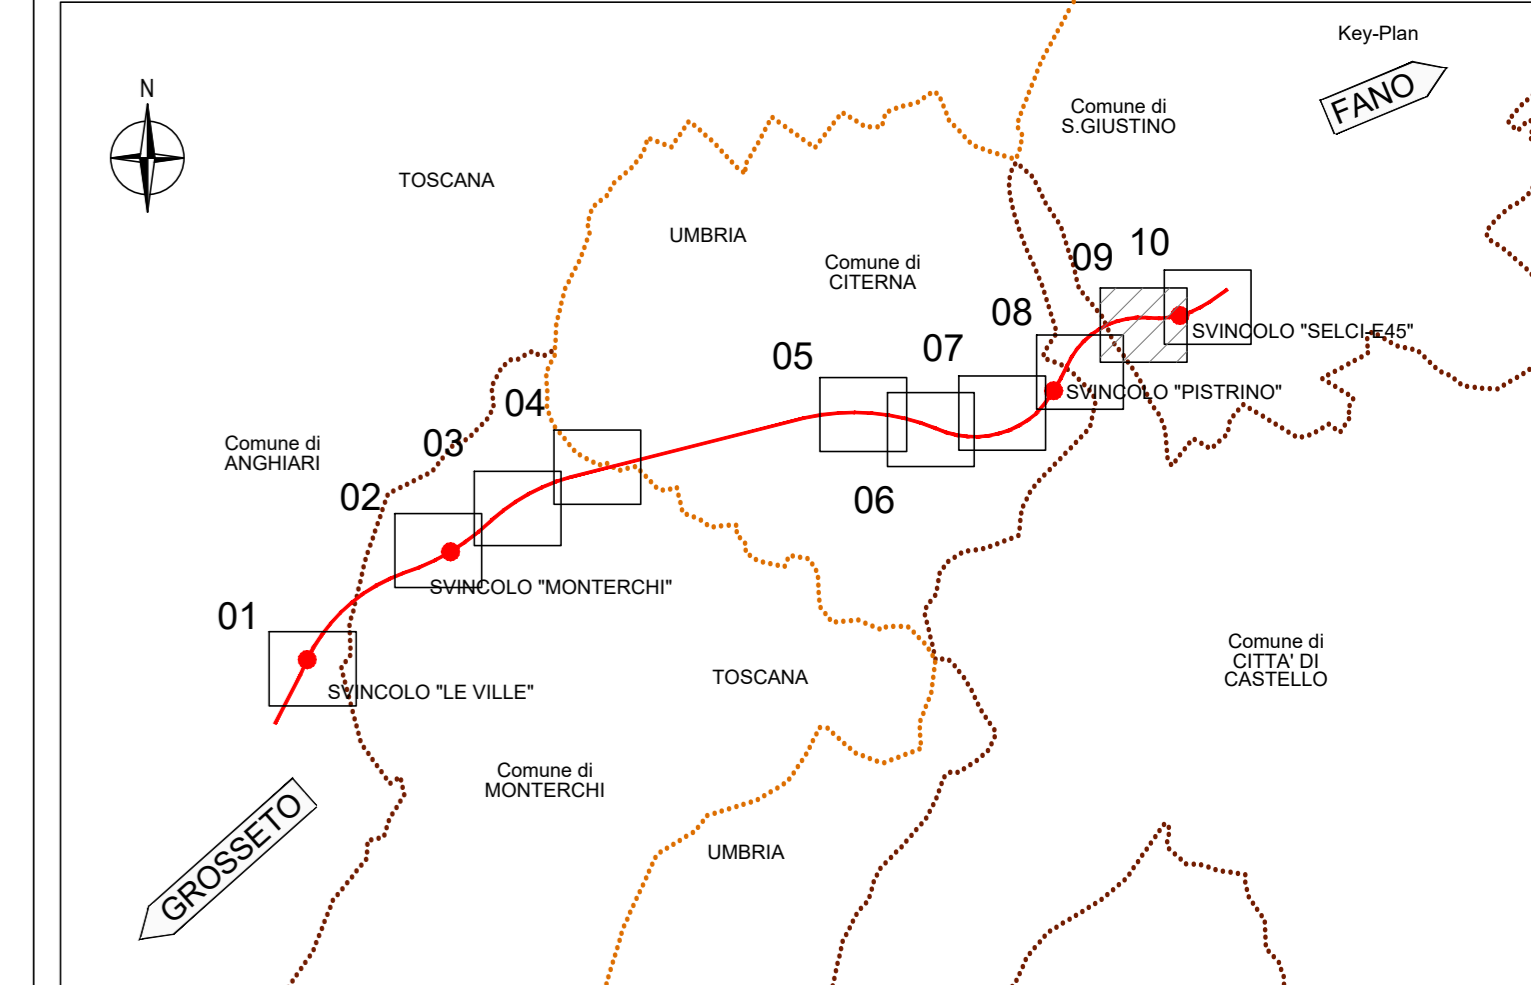 Key-Plan
N
FANO
Comune di
S.GIUSTINO
TOSCANA
UMBRIA
Comune di
CITERNA
09
10
08
SVINCOLO "SELCI-E45"
07
05
SVINCOLO "PISTRINO"
04
03
Comune di
ANGHIARI
02
06
SVINCOLO "MONTERCHI"
01
Comune di
CITTA' DI
CASTELLO
TOSCANA
SVINCOLO "LE VILLE"
Comune di
MONTERCHI
GROSSETO
UMBRIA